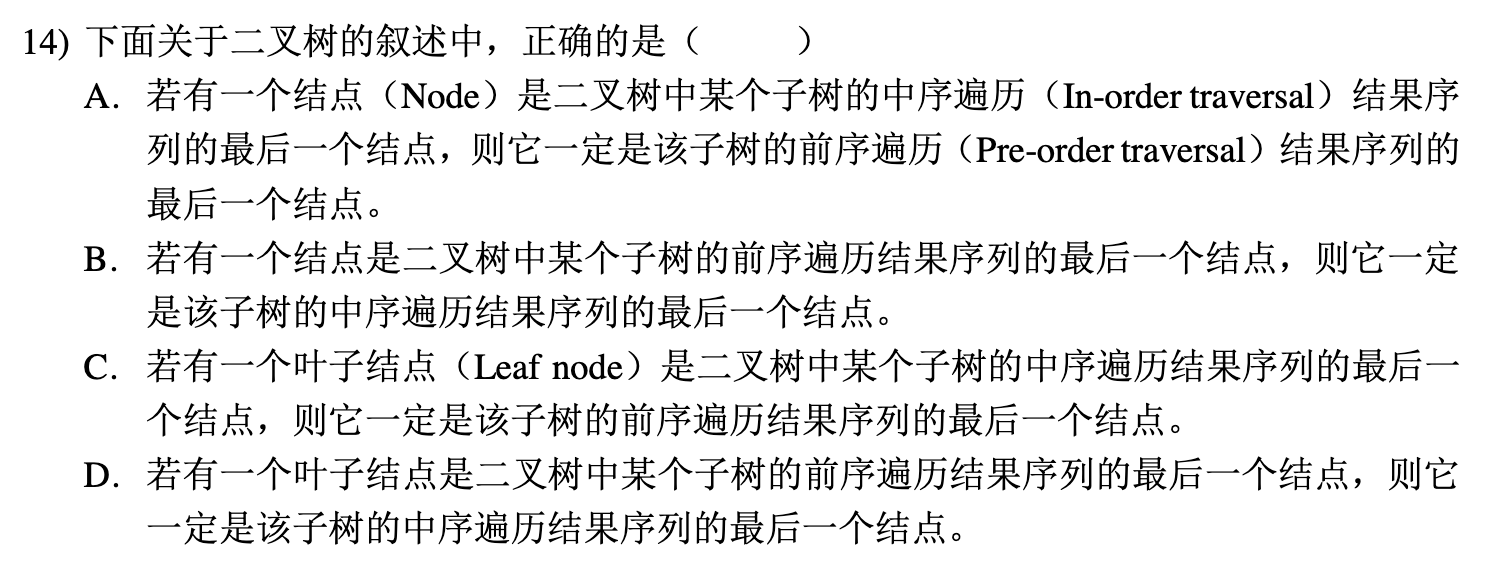 14) 下面关于二叉树的叙述中，正确的是（　　）
A. 若有一个结点（Node）是二叉树中某个子树的中序遍历（In-order traversal）结果序
列的最后一个结点，则它一定是该子树的前序遍历（Pre-order traversal）结果序列的
最后一个结点。
B. 若有一个结点是二叉树中某个子树的前序遍历结果序列的最后一个结点，则它一定
是该子树的中序遍历结果序列的最后一个结点。
C. 若有一个叶子结点（Leaf node）是二叉树中某个子树的中序遍历结果序列的最后一
个结点，则它一定是该子树的前序遍历结果序列的最后一个结点。
D. 若有一个叶子结点是二叉树中某个子树的前序遍历结果序列的最后一个结点，则它
一定是该子树的中序遍历结果序列的最后一个结点。